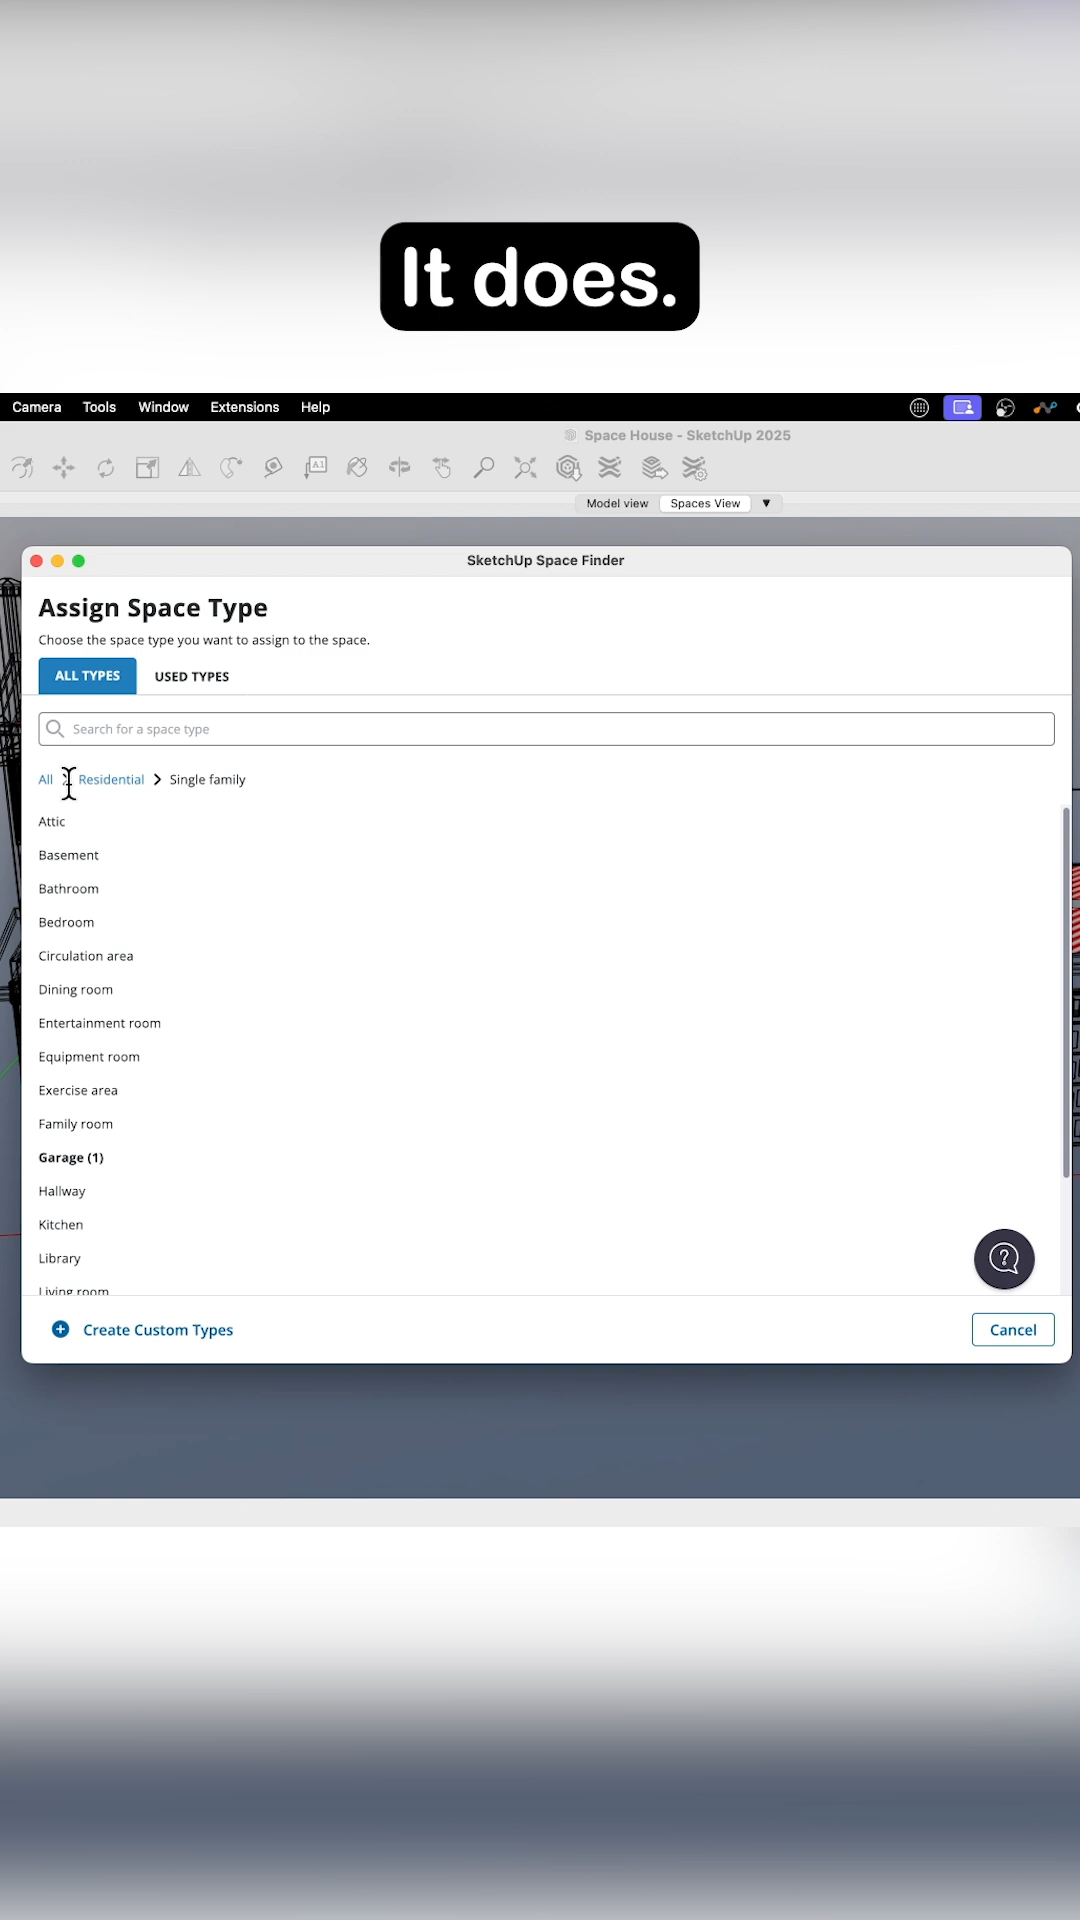 It does.
Camera Tools Window Extensions Help
Space House - SketchUp 2025
A1
Model view Spaces View
SketchUp Space Finder
Assign Space Type
Choose the space type you want to assign to the space.
ALL TYPES USED TYPES
Search for a space type
All > Residential > Single family
Attic
Basement
Bathroom
Bedroom
Circulation area
Dining room
Entertainment room
Equipment room
Exercise area
Family room
Garage (1)
Hallway
Kitchen
Library
Living room
Create Custom Types Cancel